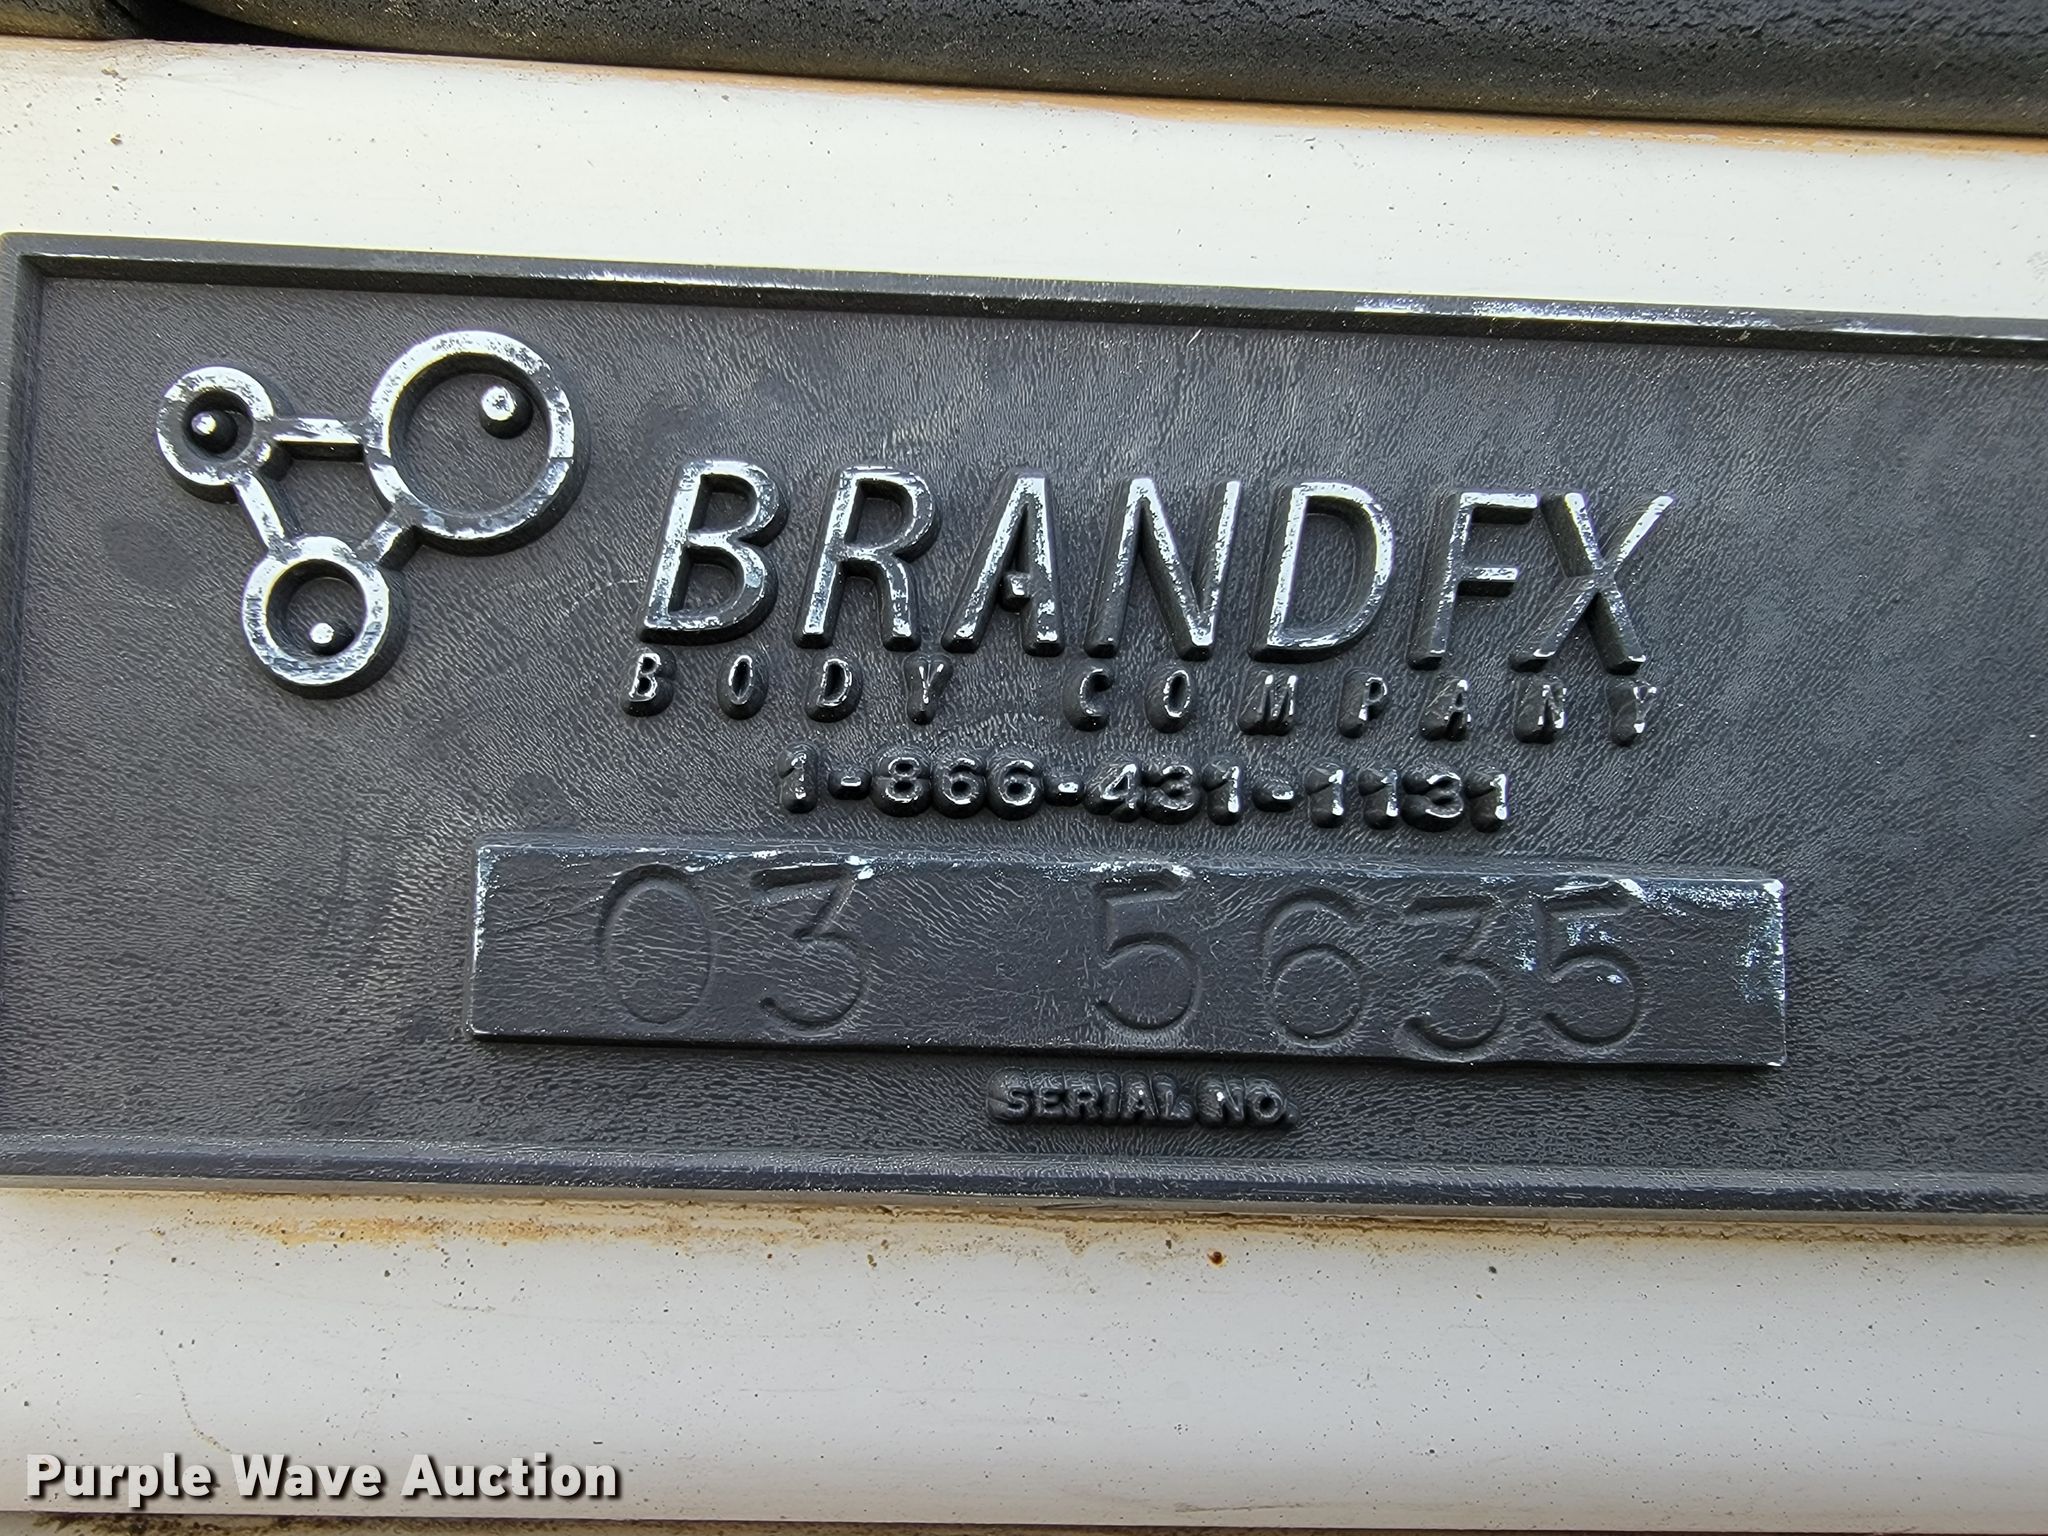 BRANDFX
BODY COMPANY
1-866-431-1131
03 5635
SERIAL NO.
Purple Wave Auction